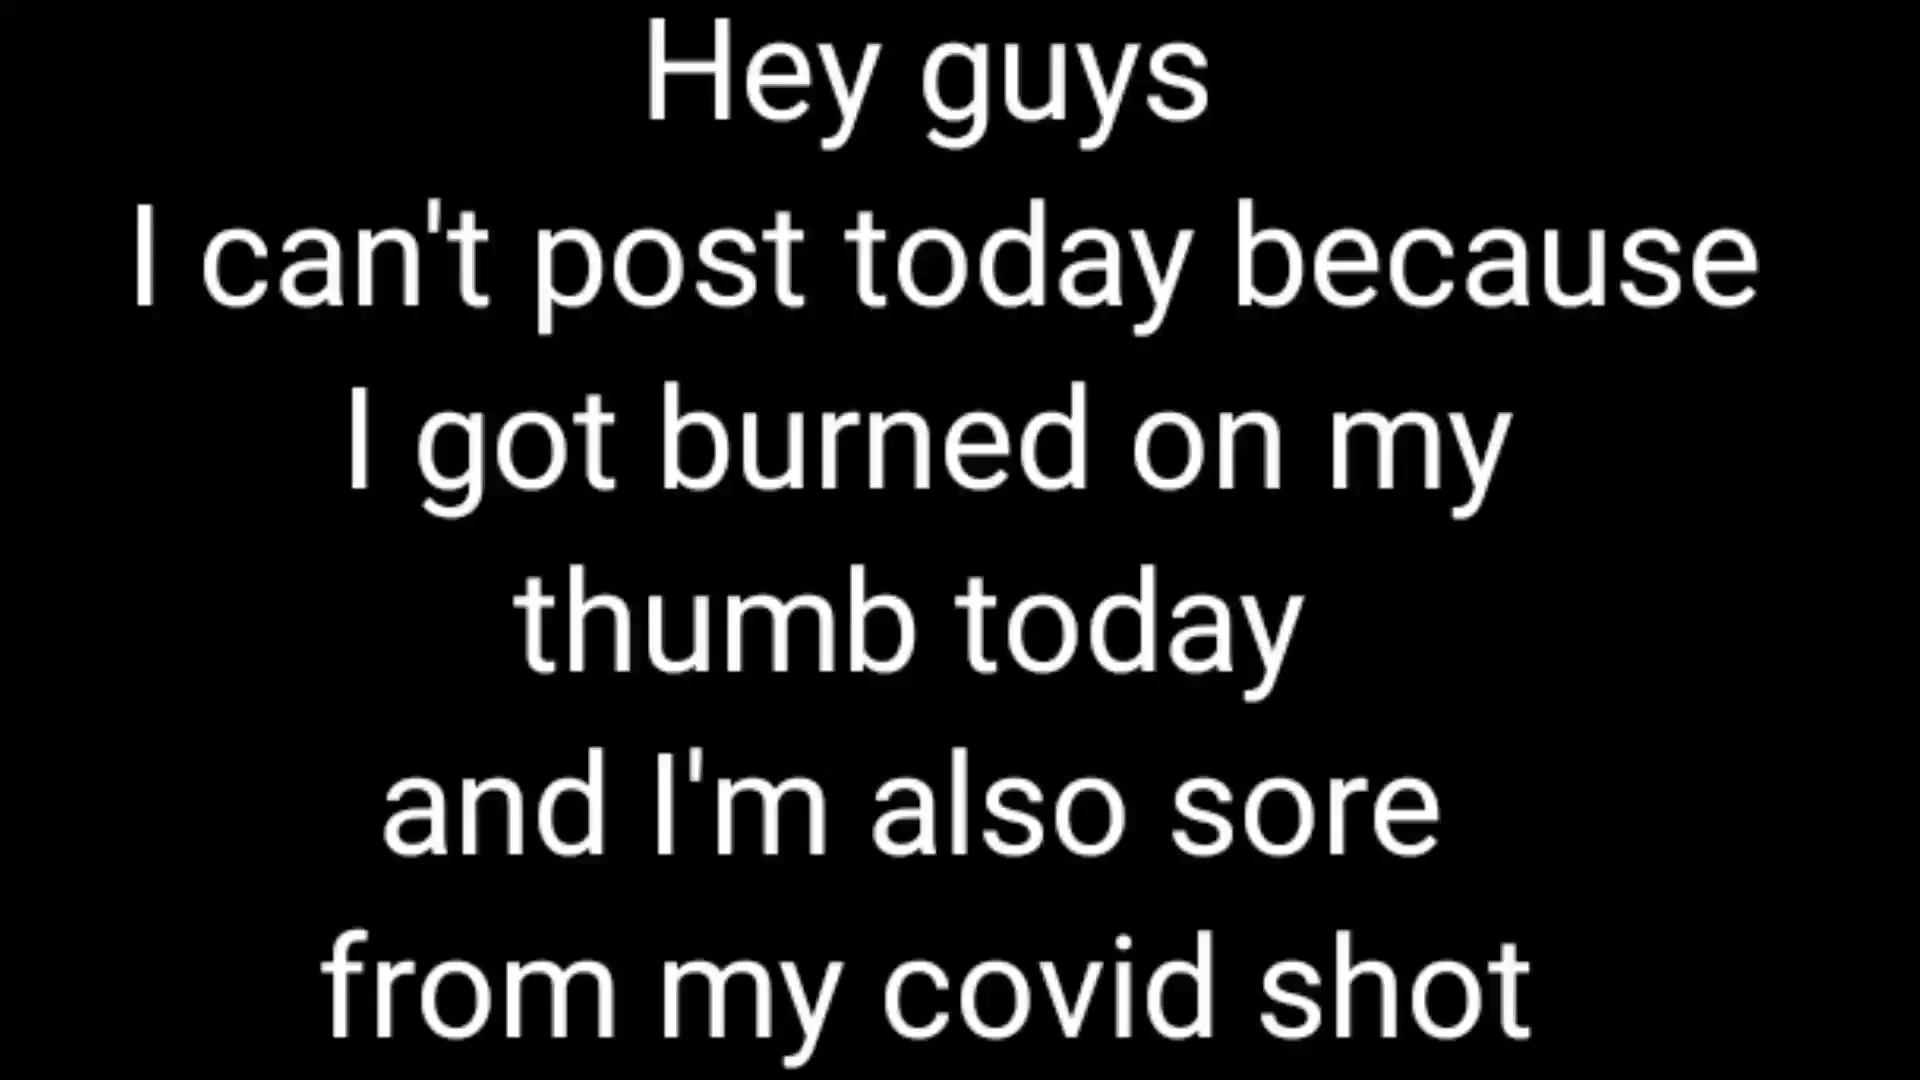 Hey guys
I can't post today because
I got burned on my
thumb today
and I'm also sore
from my covid shot